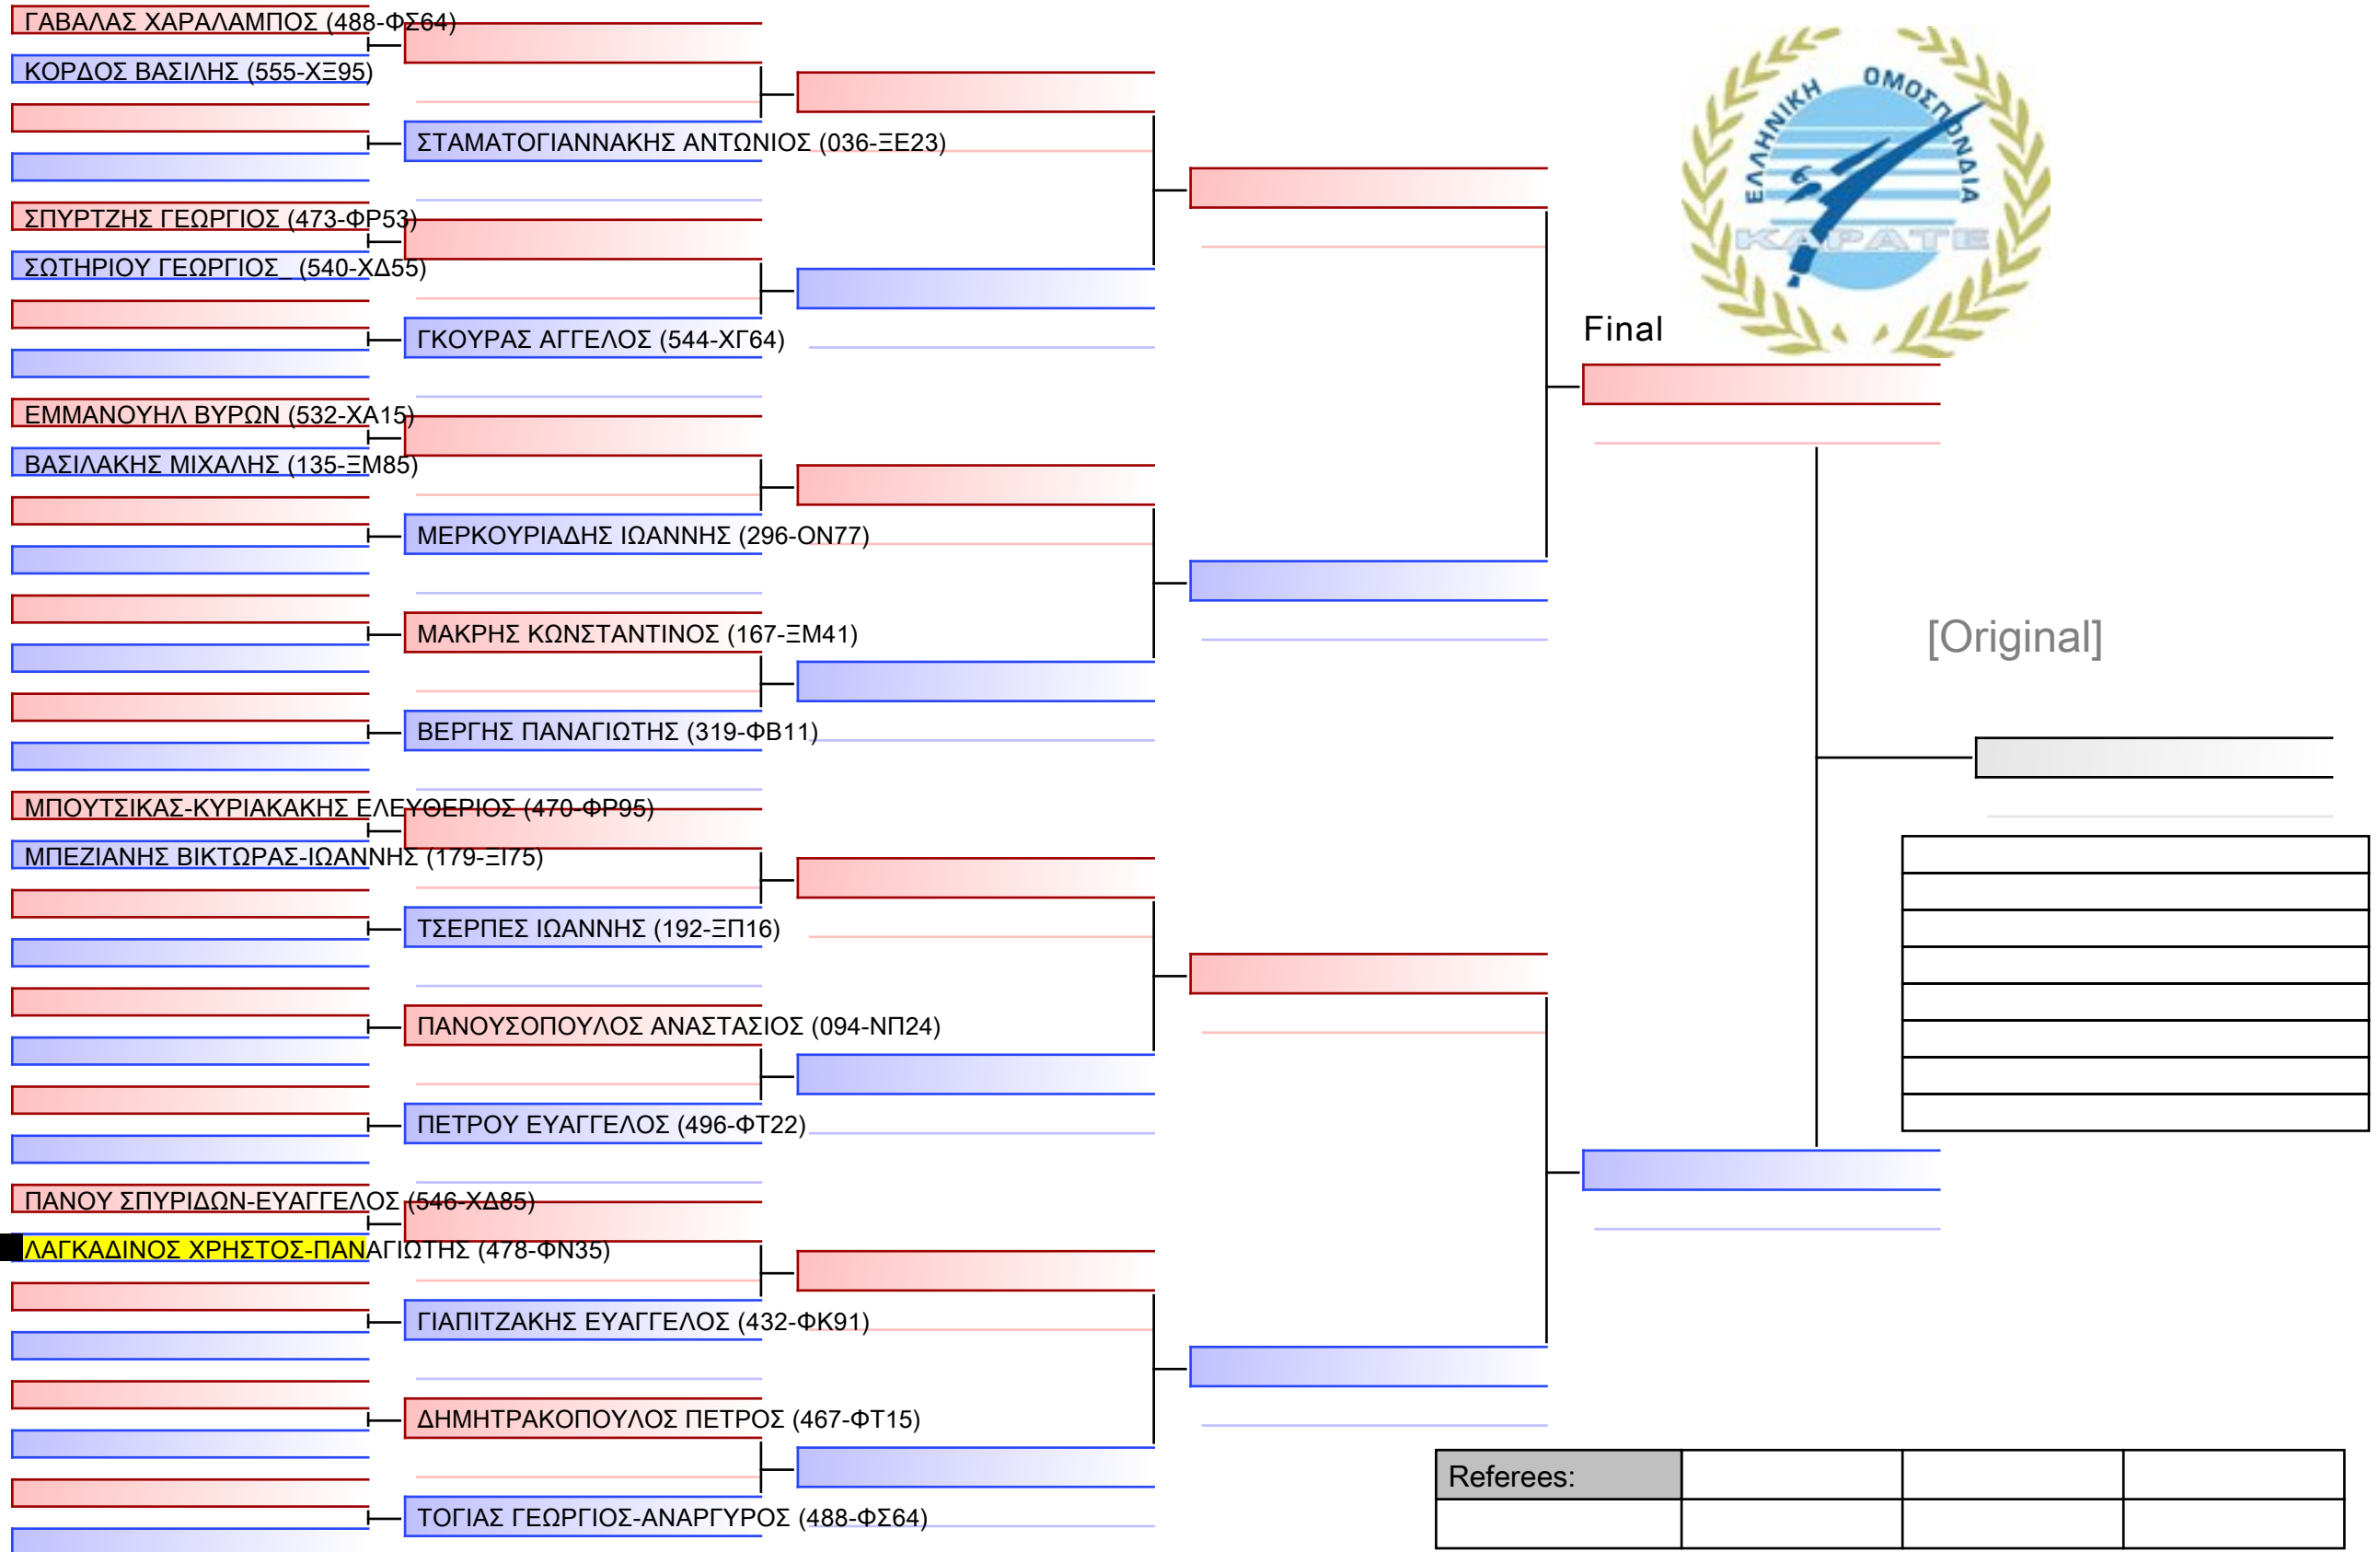 ΓΑΒΑΛΑΣ ΧΑΡΑΛΑΜΠΟΣ (488-ΦΣ64)
ΚΟΡΔΟΣ ΒΑΣΙΛΗΣ (555-ΧΞ95)
ΣΤΑΜΑΤΟΓΙΑΝΝΑΚΗΣ ΑΝΤΩΝΙΟΣ (036-ΞΕ23)
ΣΠΥΡΤΖΗΣ ΓΕΩΡΓΙΟΣ (473-ΦΡ53)
ΣΩΤΗΡΙΟΥ ΓΕΩΡΓΙΟΣ_ (540-ΧΔ55)
ΓΚΟΥΡΑΣ ΑΓΓΕΛΟΣ (544-ΧΓ64)
ΕΜΜΑΝΟΥΗΛ ΒΥΡΩΝ (532-ΧΑ15)
ΒΑΣΙΛΑΚΗΣ ΜΙΧΑΛΗΣ (135-ΞΜ85)
ΜΕΡΚΟΥΡΙΑΔΗΣ ΙΩΑΝΝΗΣ (296-ΟΝ77)
ΜΑΚΡΗΣ ΚΩΝΣΤΑΝΤΙΝΟΣ (167-ΞΜ41)
ΒΕΡΓΗΣ ΠΑΝΑΓΙΩΤΗΣ (319-ΦΒ11)
ΜΠΟΥΤΣΙΚΑΣ-ΚΥΡΙΑΚΑΚΗΣ ΕΛΕΥΘΕΡΙΟΣ (470-ΦΡ95)
ΜΠΕΖΙΑΝΗΣ ΒΙΚΤΩΡΑΣ-ΙΩΑΝΝΗΣ (179-ΞΙ75)
ΤΣΕΡΠΕΣ ΙΩΑΝΝΗΣ (192-ΞΠ16)
ΠΑΝΟΥΣΟΠΟΥΛΟΣ ΑΝΑΣΤΑΣΙΟΣ (094-ΝΠ24)
ΠΕΤΡΟΥ ΕΥΑΓΓΕΛΟΣ (496-ΦΤ22)
ΠΑΝΟΥ ΣΠΥΡΙΔΩΝ-ΕΥΑΓΓΕΛΟΣ (546-ΧΔ85)
ΛΑΓΚΑΔΙΝΟΣ ΧΡΗΣΤΟΣ-ΠΑΝΑΓΙΩΤΗΣ (478-ΦΝ35)
ΓΙΑΠΙΤΖΑΚΗΣ ΕΥΑΓΓΕΛΟΣ (432-ΦΚ91)
ΔΗΜΗΤΡΑΚΟΠΟΥΛΟΣ ΠΕΤΡΟΣ (467-ΦΤ15)
ΤΟΓΙΑΣ ΓΕΩΡΓΙΟΣ-ΑΝΑΡΓΥΡΟΣ (488-ΦΣ64)
ΕΛΛΗΝΙΚΗ ΟΜΟΣΠΟΝΔΙΑ
ΚΑΡΑΤΕ
Final
[Original]
Referees: